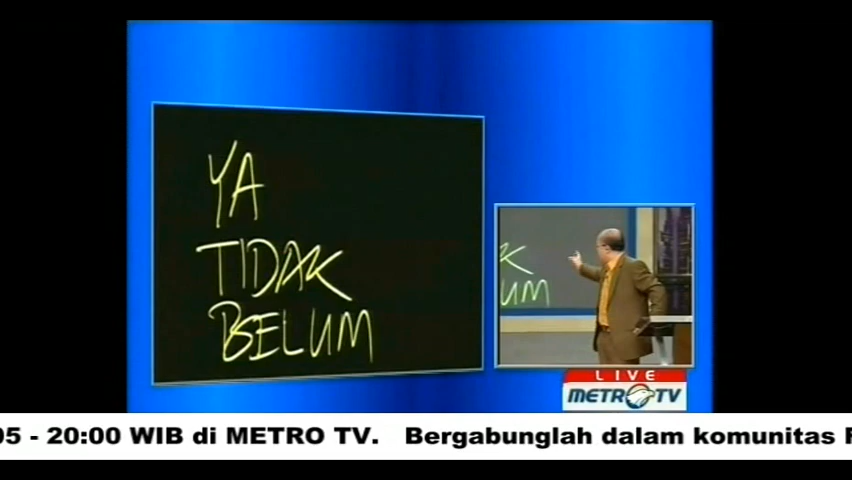 YA
TIDAK
BELUM
K
UM
LIVE
METRO TV
05 - 20:00 WIB di METRO TV. Bergabunglah dalam komunitas F